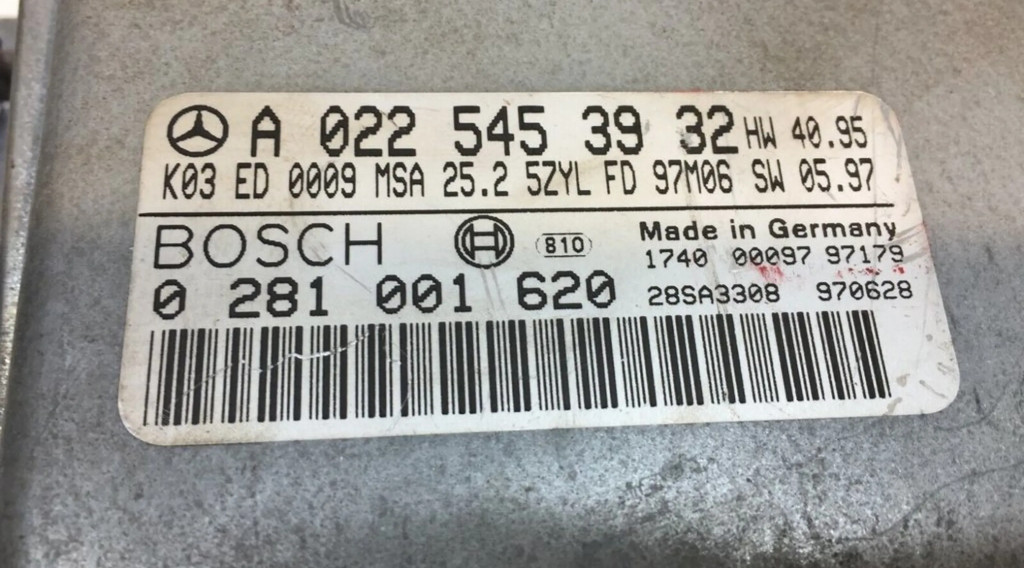 A 022 545 39 32 HW 40.95
K03 ED 0009 MSA 25.2 5ZYL FD 97M06 SW 05.97
BOSCH 810 Made in Germany
1740 00097 97179
0 281 001 620 28SA3308 970628